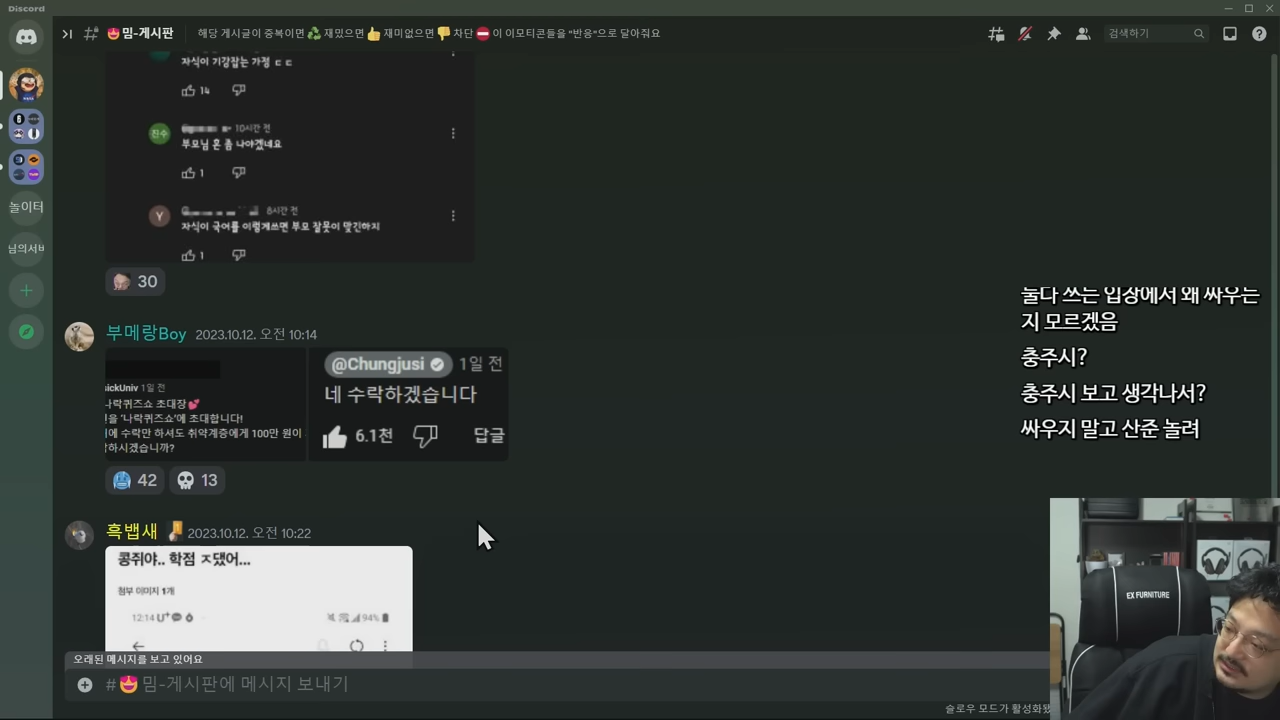 Discord
😍밈-게시판
해당 게시글이 중복이면 ♻️ 재밌으면 👍 재미없으면 👎 차단 ⛔ 이 이모티콘들을 "반응"으로 달아줘요
검색하기
놀이터
님의서버
자식이 기강잡는 가정 ㄷㄷ
14
진수
10시간 전
부모님 혼 좀 나야겠네요
1
Y
8시간 전
자식이 국어를 이렇게쓰면 부모 잘못이 맞긴하지
1
30
부메랑Boy 2023.10.12. 오전 10:14
ickUniv 1일 전
나락퀴즈쇼 초대장💕
을 '나락퀴즈쇼'에 초대합니다!
에 수락만 하셔도 취약계층에게 100만 원이
하시겠습니까?
@Chungjusi 1일 전
네 수락하겠습니다
6.1천 답글
42 13
흑뱁새 2023.10.12. 오전 10:22
콩쥐야.. 학점 ㅈ댔어...
첨부 이미지 1개
12:14 U+ 94%
오래된 메시지를 보고 있어요
#😍밈-게시판에 메시지 보내기
슬로우 모드가 활성화됐
둘다 쓰는 입장에서 왜 싸우는
지 모르겠음
충주시?
충주시 보고 생각나서?
싸우지 말고 산준 놀려
EX FURNITURE